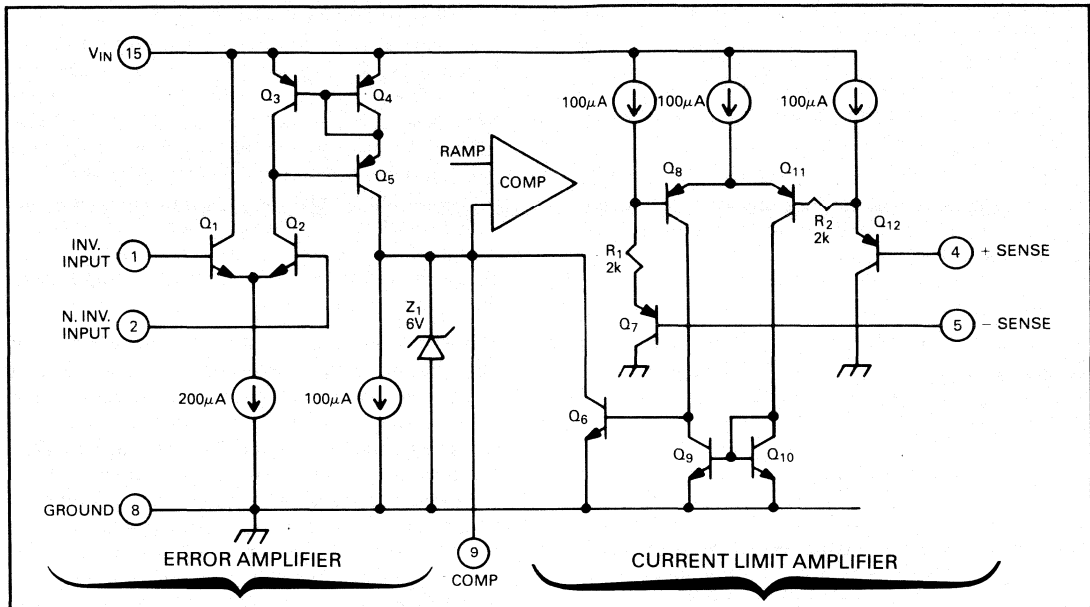 VIN 15
Q3
Q4
100μA
100μA
100μA
RAMP
COMP
Q5
Q8
Q11
R2
2k
Q12
Q1
Q2
INV.
INPUT
1
4 + SENSE
R1
2k
Z1
6V
N. INV.
INPUT
2
Q7
5 − SENSE
200μA
100μA
Q6
Q9
Q10
GROUND 8
ERROR AMPLIFIER
9
COMP
CURRENT LIMIT AMPLIFIER